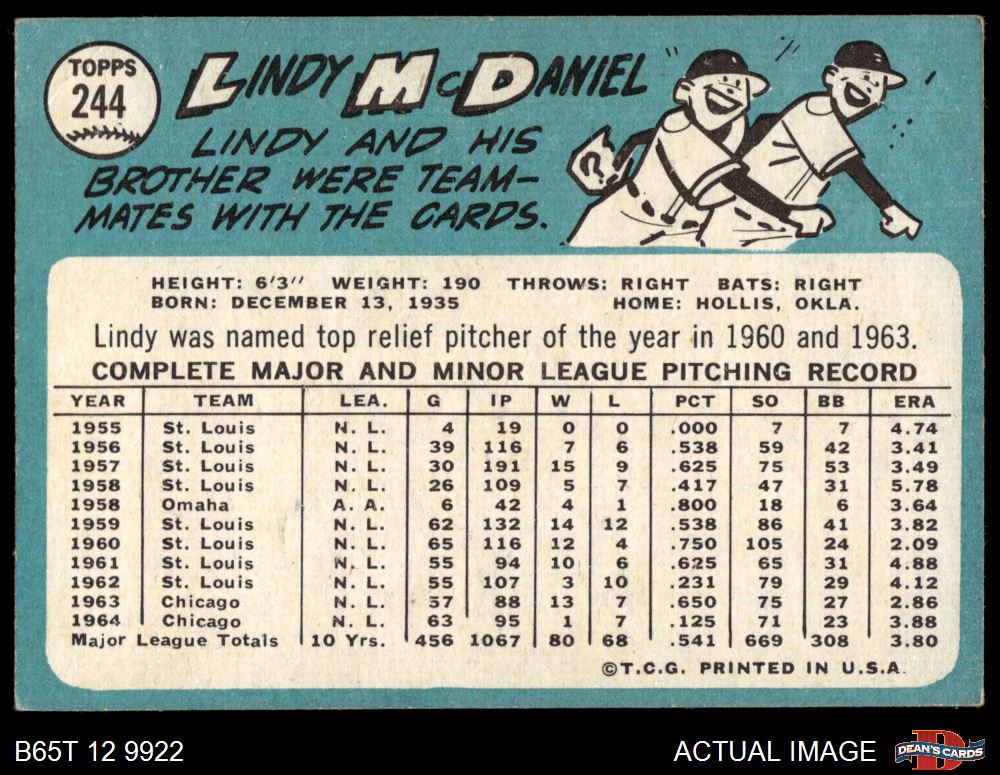 TOPPS
244
LINDY McDANIEL
LINDY AND HIS
BROTHER WERE TEAM-
MATES WITH THE CARDS.
?
HEIGHT: 6'3" WEIGHT: 190 THROWS: RIGHT BATS: RIGHT
BORN: DECEMBER 13, 1935 HOME: HOLLIS, OKLA.
Lindy was named top relief pitcher of the year in 1960 and 1963.
COMPLETE MAJOR AND MINOR LEAGUE PITCHING RECORD
YEAR TEAM LEA. G IP W L PCT SO BB ERA
1955 St. Louis N. L. 4 19 0 0 .000 7 7 4.74
1956 St. Louis N. L. 39 116 7 6 .538 59 42 3.41
1957 St. Louis N. L. 30 191 15 9 .625 75 53 3.49
1958 St. Louis N. L. 26 109 5 7 .417 47 31 5.78
1958 Omaha A. A. 6 42 4 1 .800 18 6 3.64
1959 St. Louis N. L. 62 132 14 12 .538 86 41 3.82
1960 St. Louis N. L. 65 116 12 4 .750 105 24 2.09
1961 St. Louis N. L. 55 94 10 6 .625 65 31 4.88
1962 St. Louis N. L. 55 107 3 10 .231 79 29 4.12
1963 Chicago N. L. 57 88 13 7 .650 75 27 2.86
1964 Chicago N. L. 63 95 1 7 .125 71 23 3.88
Major League Totals 10 Yrs. 456 1067 80 68 .541 669 308 3.80
©T.C.G. PRINTED IN U.S.A.
B65T 12 9922 ACTUAL IMAGE DEAN'S CARDS